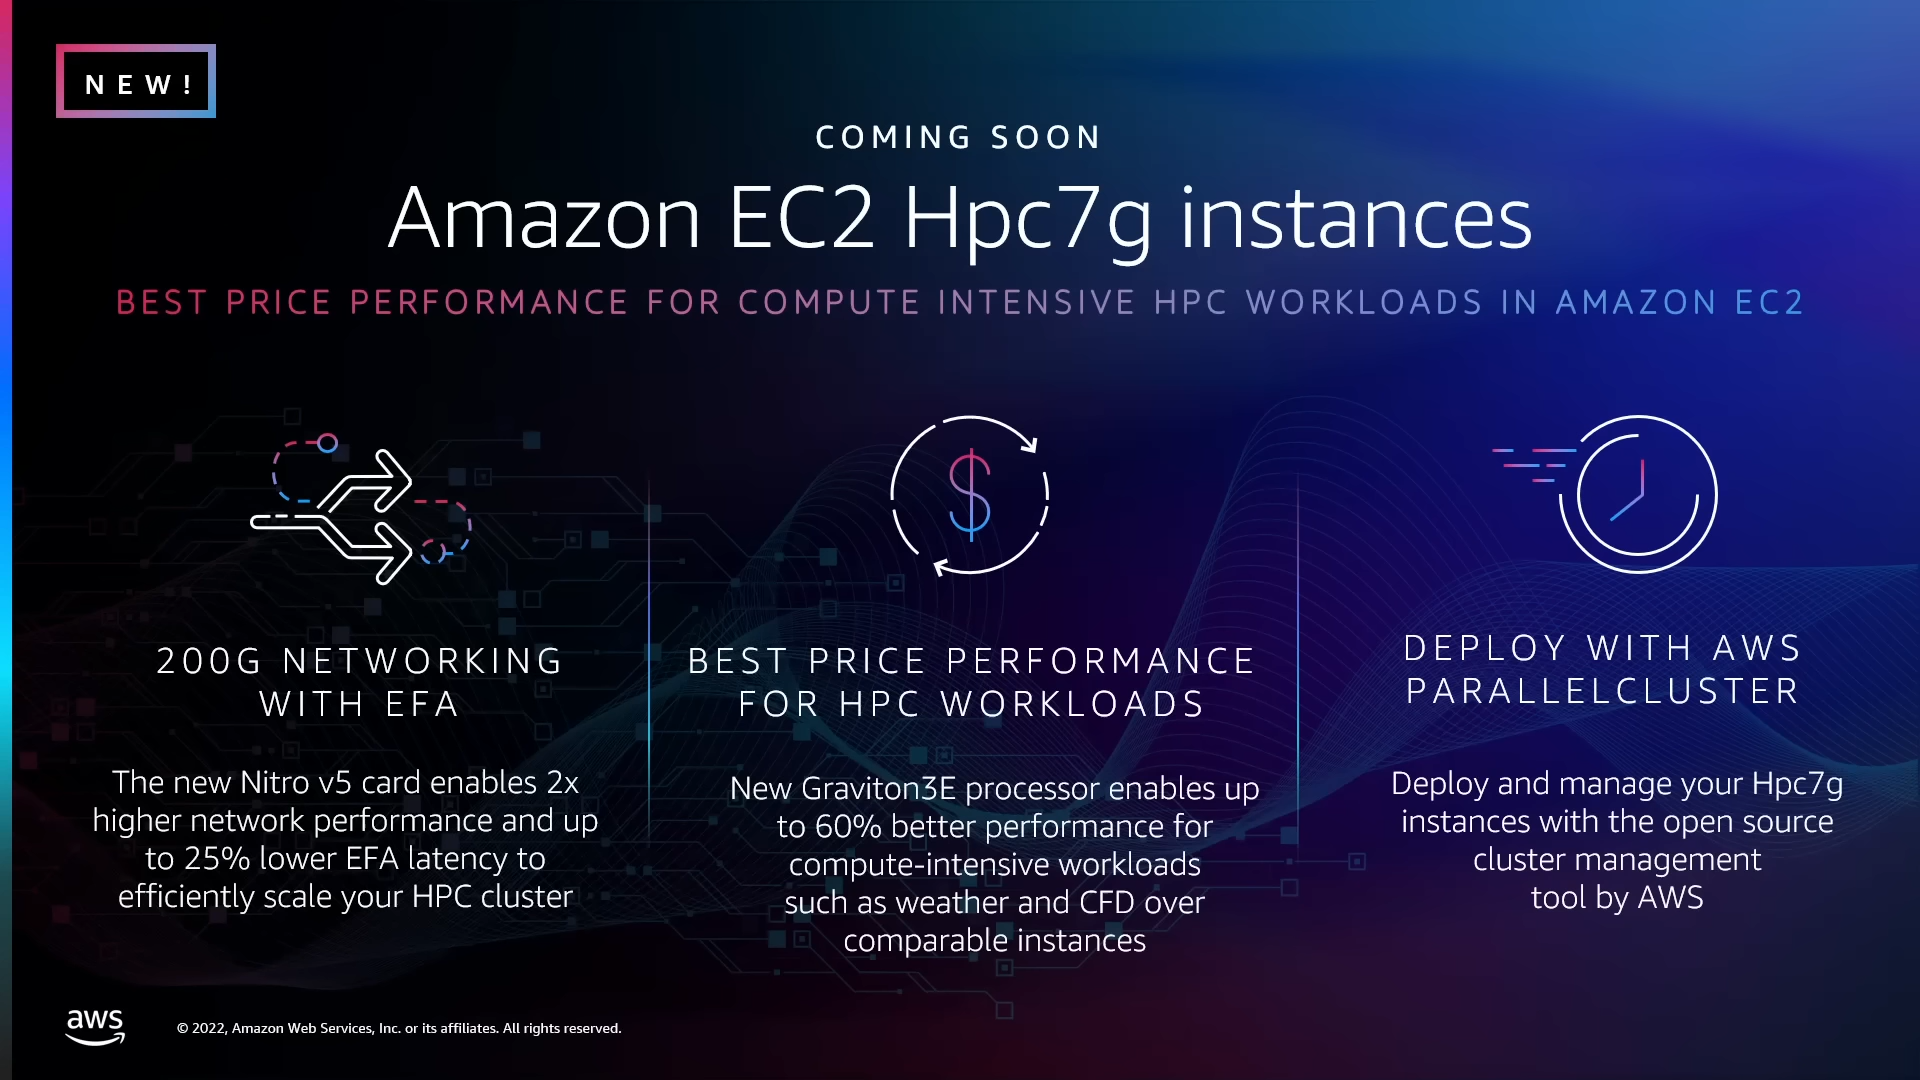 NEW!
COMING SOON
Amazon EC2 Hpc7g instances
BEST PRICE PERFORMANCE FOR COMPUTE INTENSIVE HPC WORKLOADS IN AMAZON EC2
200G NETWORKING
WITH EFA
The new Nitro v5 card enables 2x
higher network performance and up
to 25% lower EFA latency to
efficiently scale your HPC cluster
BEST PRICE PERFORMANCE
FOR HPC WORKLOADS
New Graviton3E processor enables up
to 60% better performance for
compute-intensive workloads
such as weather and CFD over
comparable instances
DEPLOY WITH AWS
PARALLELCLUSTER
Deploy and manage your Hpc7g
instances with the open source
cluster management
tool by AWS
aws
© 2022, Amazon Web Services, Inc. or its affiliates. All rights reserved.